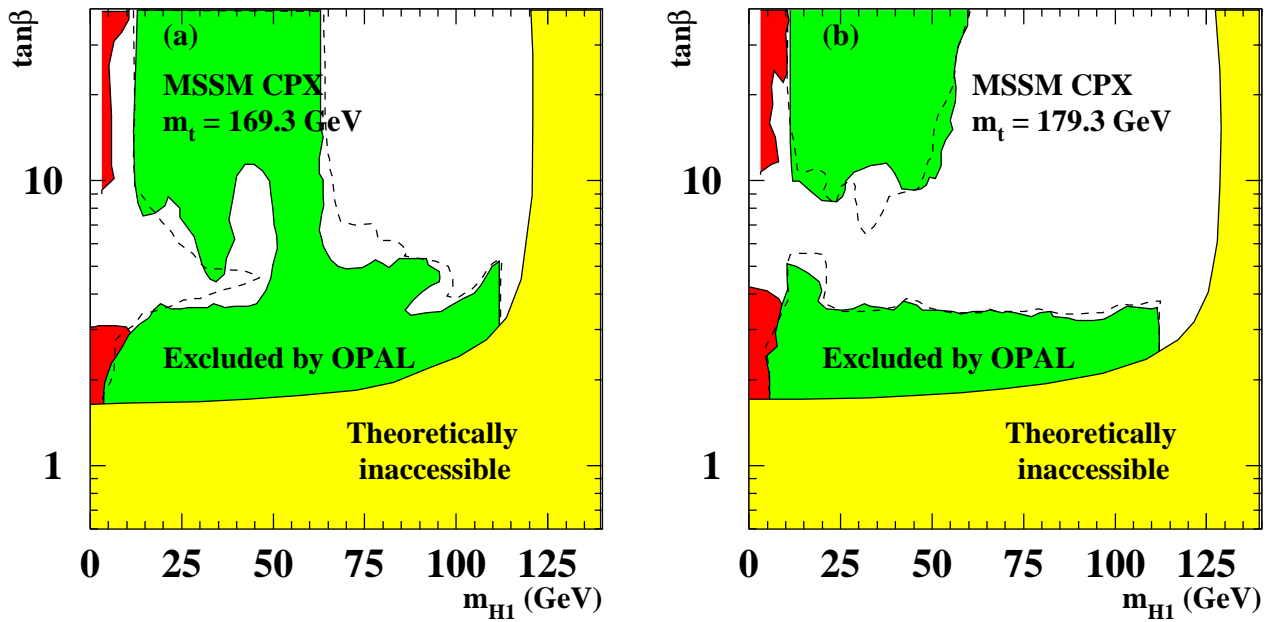 tanβ
(a)
MSSM CPX
m_t = 169.3 GeV
10
Excluded by OPAL
Theoretically
inaccessible
1
0 25 50 75 100 125
m_H1 (GeV)
tanβ
(b)
MSSM CPX
m_t = 179.3 GeV
10
Excluded by OPAL
Theoretically
inaccessible
1
0 25 50 75 100 125
m_H1 (GeV)